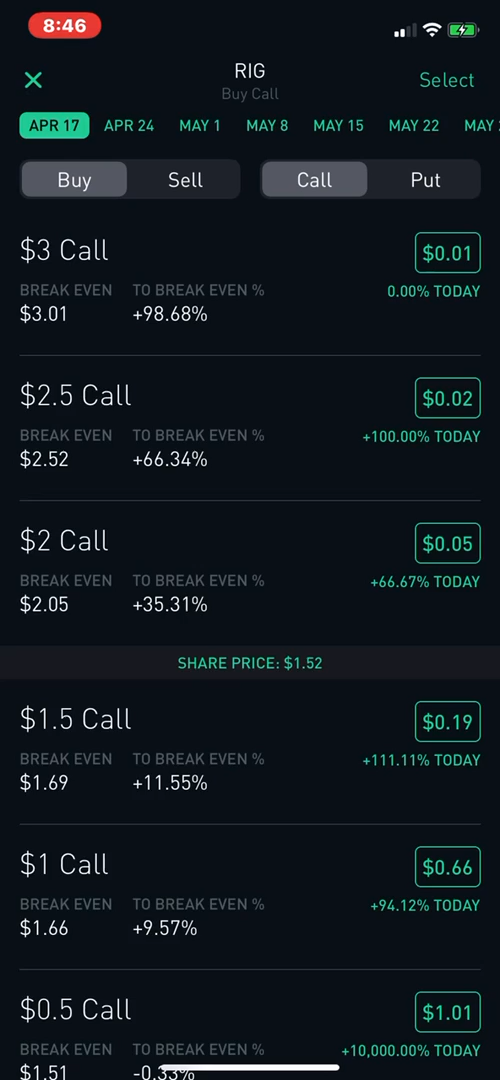 8:46
RIG
Select
Buy Call
APR 17 APR 24 MAY 1 MAY 8 MAY 15 MAY 22 MAY
Buy Sell Call Put
$3 Call $0.01
BREAK EVEN TO BREAK EVEN % 0.00% TODAY
$3.01 +98.68%
$2.5 Call $0.02
BREAK EVEN TO BREAK EVEN % +100.00% TODAY
$2.52 +66.34%
$2 Call $0.05
BREAK EVEN TO BREAK EVEN % +66.67% TODAY
$2.05 +35.31%
SHARE PRICE: $1.52
$1.5 Call $0.19
BREAK EVEN TO BREAK EVEN % +111.11% TODAY
$1.69 +11.55%
$1 Call $0.66
BREAK EVEN TO BREAK EVEN % +94.12% TODAY
$1.66 +9.57%
$0.5 Call $1.01
BREAK EVEN TO BREAK EVEN % +10,000.00% TODAY
$1.51 -0.33%